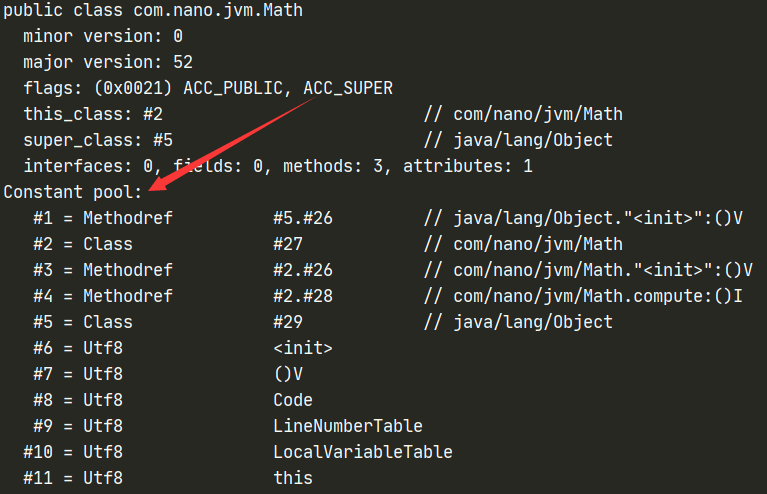 public class com.nano.jvm.Math
  minor version: 0
  major version: 52
  flags: (0x0021) ACC_PUBLIC, ACC_SUPER
  this_class: #2                          // com/nano/jvm/Math
  super_class: #5                         // java/lang/Object
  interfaces: 0, fields: 0, methods: 3, attributes: 1
Constant pool:
   #1 = Methodref          #5.#26         // java/lang/Object."<init>":()V
   #2 = Class              #27            // com/nano/jvm/Math
   #3 = Methodref          #2.#26         // com/nano/jvm/Math."<init>":()V
   #4 = Methodref          #2.#28         // com/nano/jvm/Math.compute:()I
   #5 = Class              #29            // java/lang/Object
   #6 = Utf8               <init>
   #7 = Utf8               ()V
   #8 = Utf8               Code
   #9 = Utf8               LineNumberTable
  #10 = Utf8               LocalVariableTable
  #11 = Utf8               this